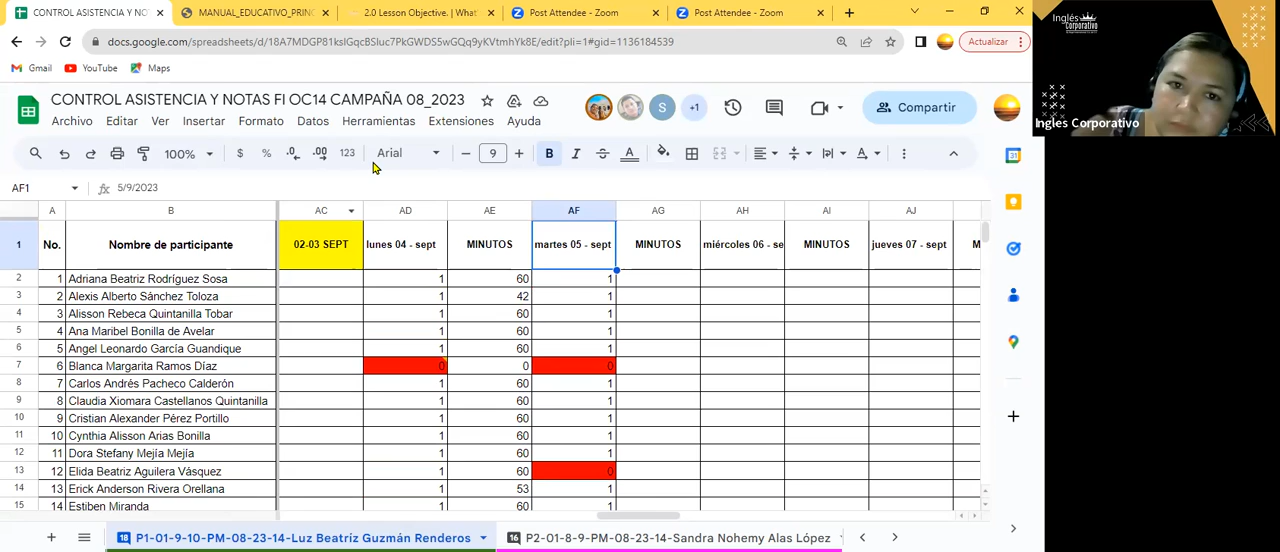 CONTROL ASISTENCIA Y NOTAS FI OC
MANUAL_EDUCATIVO_PRINC
2.0 Lesson Objective. | What'
Post Attendee - Zoom
Post Attendee - Zoom
docs.google.com/spreadsheets/d/
Actualizar
Gmail YouTube Maps
CONTROL ASISTENCIA Y NOTAS FI OC14 CAMPAÑA 08_2023
S +1
Compartir
Archivo Editar Ver Insertar Formato Datos Herramientas Extensiones Ayuda
100% $ % .0 .00 123 Arial 9 B I S A
AF1 fx 5/9/2023
A B AC AD AE AF AG AH AI AJ
1 No. Nombre de participante 02-03 SEPT lunes 04 - sept MINUTOS martes 05 - sept MINUTOS miércoles 06 - se MINUTOS jueves 07 - sept M
2 1 Adriana Beatriz Rodríguez Sosa 1 60 1
3 2 Alexis Alberto Sánchez Toloza 1 42 1
4 3 Alisson Rebeca Quintanilla Tobar 1 60 1
5 4 Ana Maribel Bonilla de Avelar 1 60 1
6 5 Angel Leonardo García Guandique 1 60 1
7 6 Blanca Margarita Ramos Díaz 0 0 0
8 7 Carlos Andrés Pacheco Calderón 1 60 1
9 8 Claudia Xiomara Castellanos Quintanilla 1 60 1
10 9 Cristian Alexander Pérez Portillo 1 60 1
11 10 Cynthia Alisson Arias Bonilla 1 60 1
12 11 Dora Stefany Mejía Mejía 1 60 1
13 12 Elida Beatriz Aguilera Vásquez 1 60 0
14 13 Erick Anderson Rivera Orellana 1 53 1
15 14 Estiben Miranda 1 60 1
18 P1-01-9-10-PM-08-23-14-Luz Beatríz Guzmán Renderos
16 P2-01-8-9-PM-08-23-14-Sandra Nohemy Alas López
Inglés
Corporativo
Inglés Corporativo
31